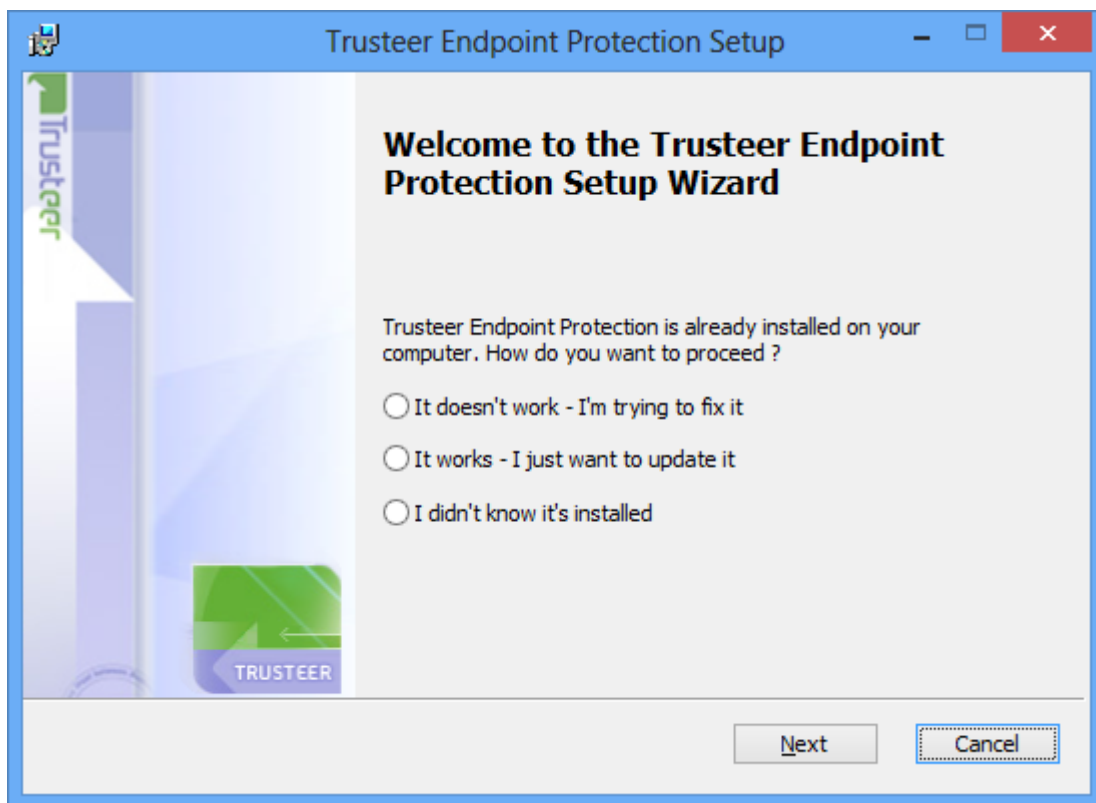 Trusteer Endpoint Protection Setup
Trusteer
Welcome to the Trusteer Endpoint
Protection Setup Wizard
Trusteer Endpoint Protection is already installed on your
computer. How do you want to proceed ?
It doesn't work - I'm trying to fix it
It works - I just want to update it
I didn't know it's installed
TRUSTEER
Next
Cancel